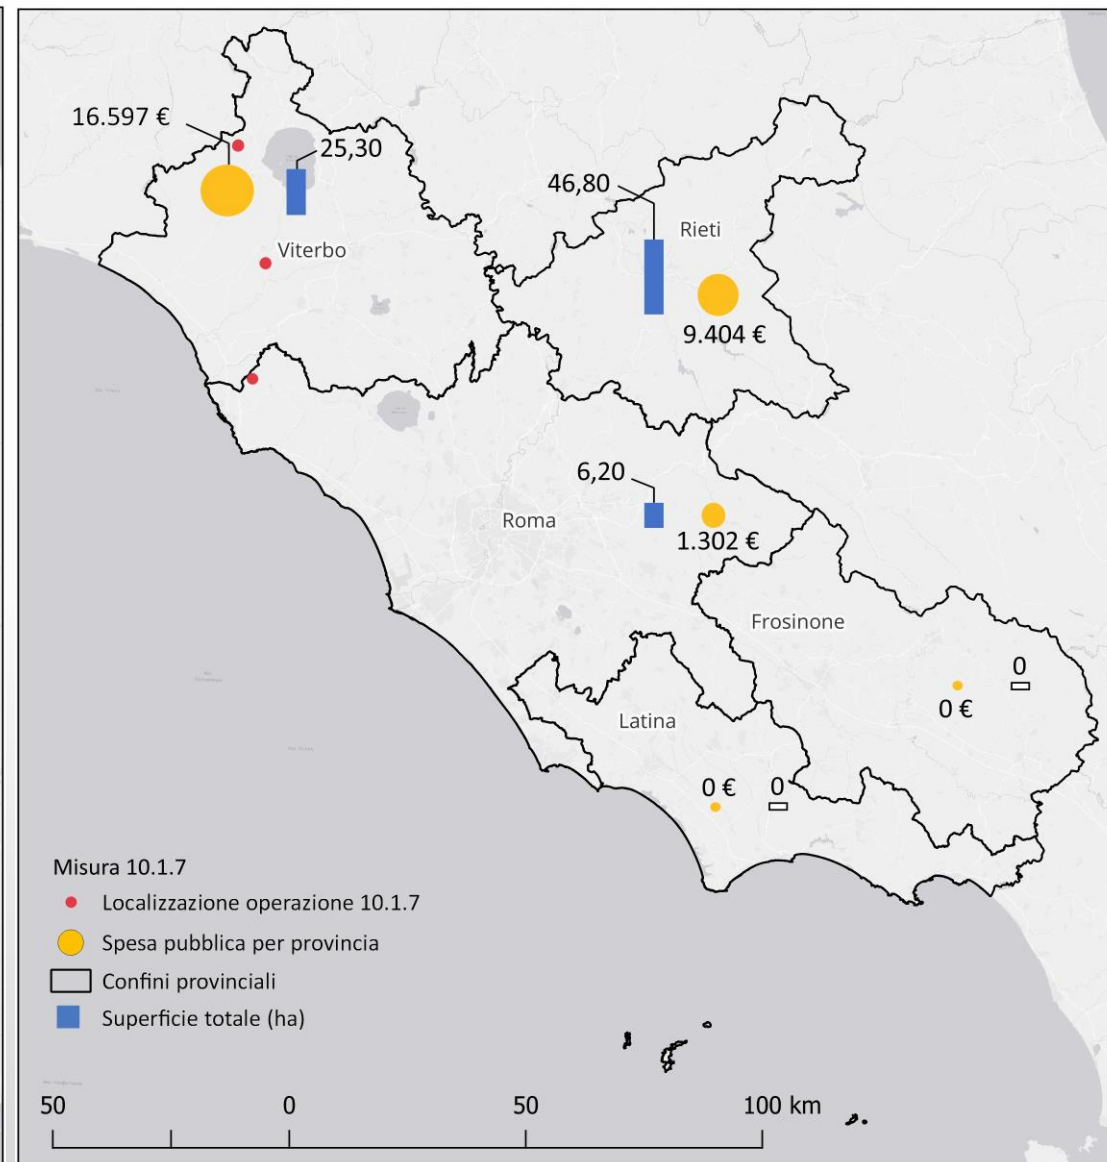 16.597 €
25,30
Viterbo
46,80
Rieti
9.404 €
6,20
Roma
1.302 €
Frosinone
0
0 €
Latina
0 €
0
Misura 10.1.7
Localizzazione operazione 10.1.7
Spesa pubblica per provincia
Confini provinciali
Superficie totale (ha)
50 0 50 100 km